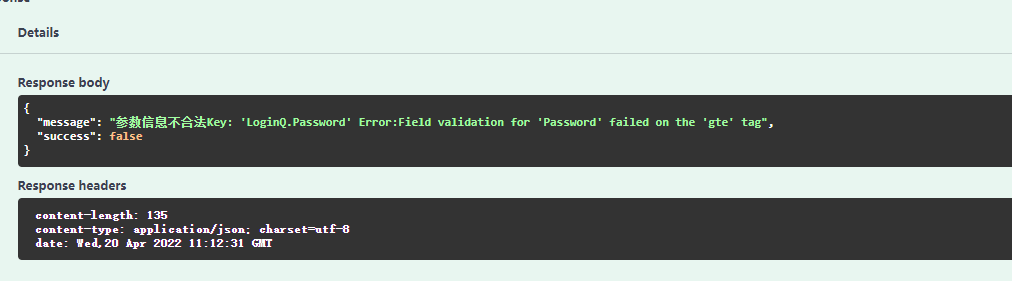 Details
Response body
{
"message": "参数信息不合法Key: 'LoginQ.Password' Error:Field validation for 'Password' failed on the 'gte' tag",
"success": false
}
Response headers
content-length: 135
content-type: application/json; charset=utf-8
date: Wed,20 Apr 2022 11:12:31 GMT